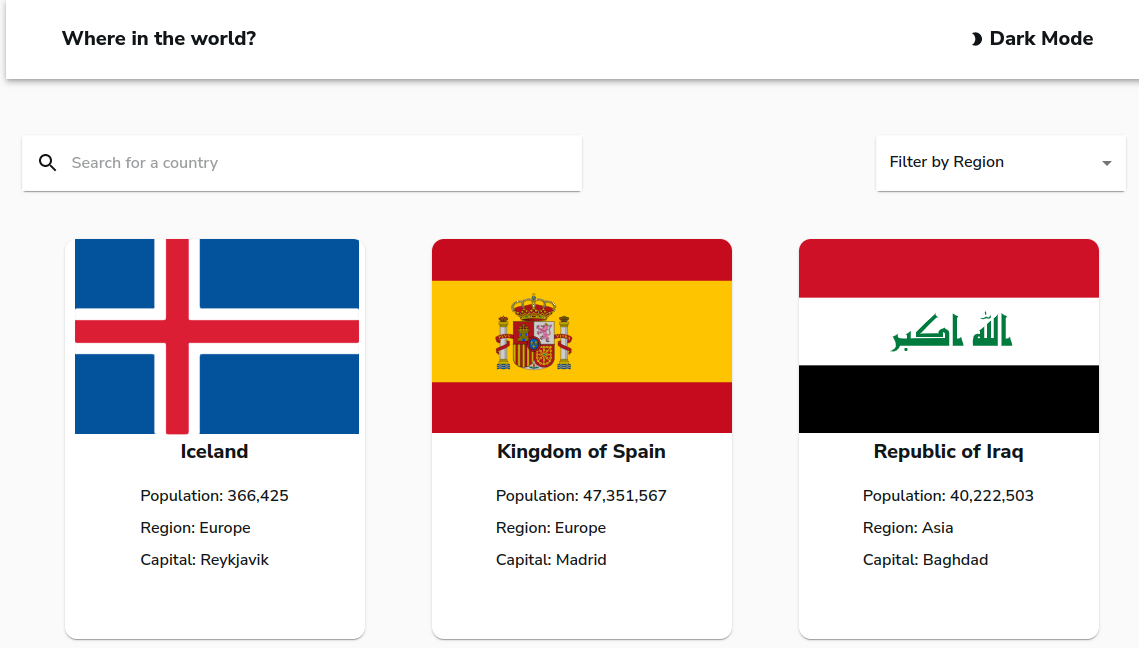 Where in the world?
Dark Mode
Search for a country
Filter by Region
الله اكبر
Iceland
Population: 366,425
Region: Europe
Capital: Reykjavik
Kingdom of Spain
Population: 47,351,567
Region: Europe
Capital: Madrid
Republic of Iraq
Population: 40,222,503
Region: Asia
Capital: Baghdad